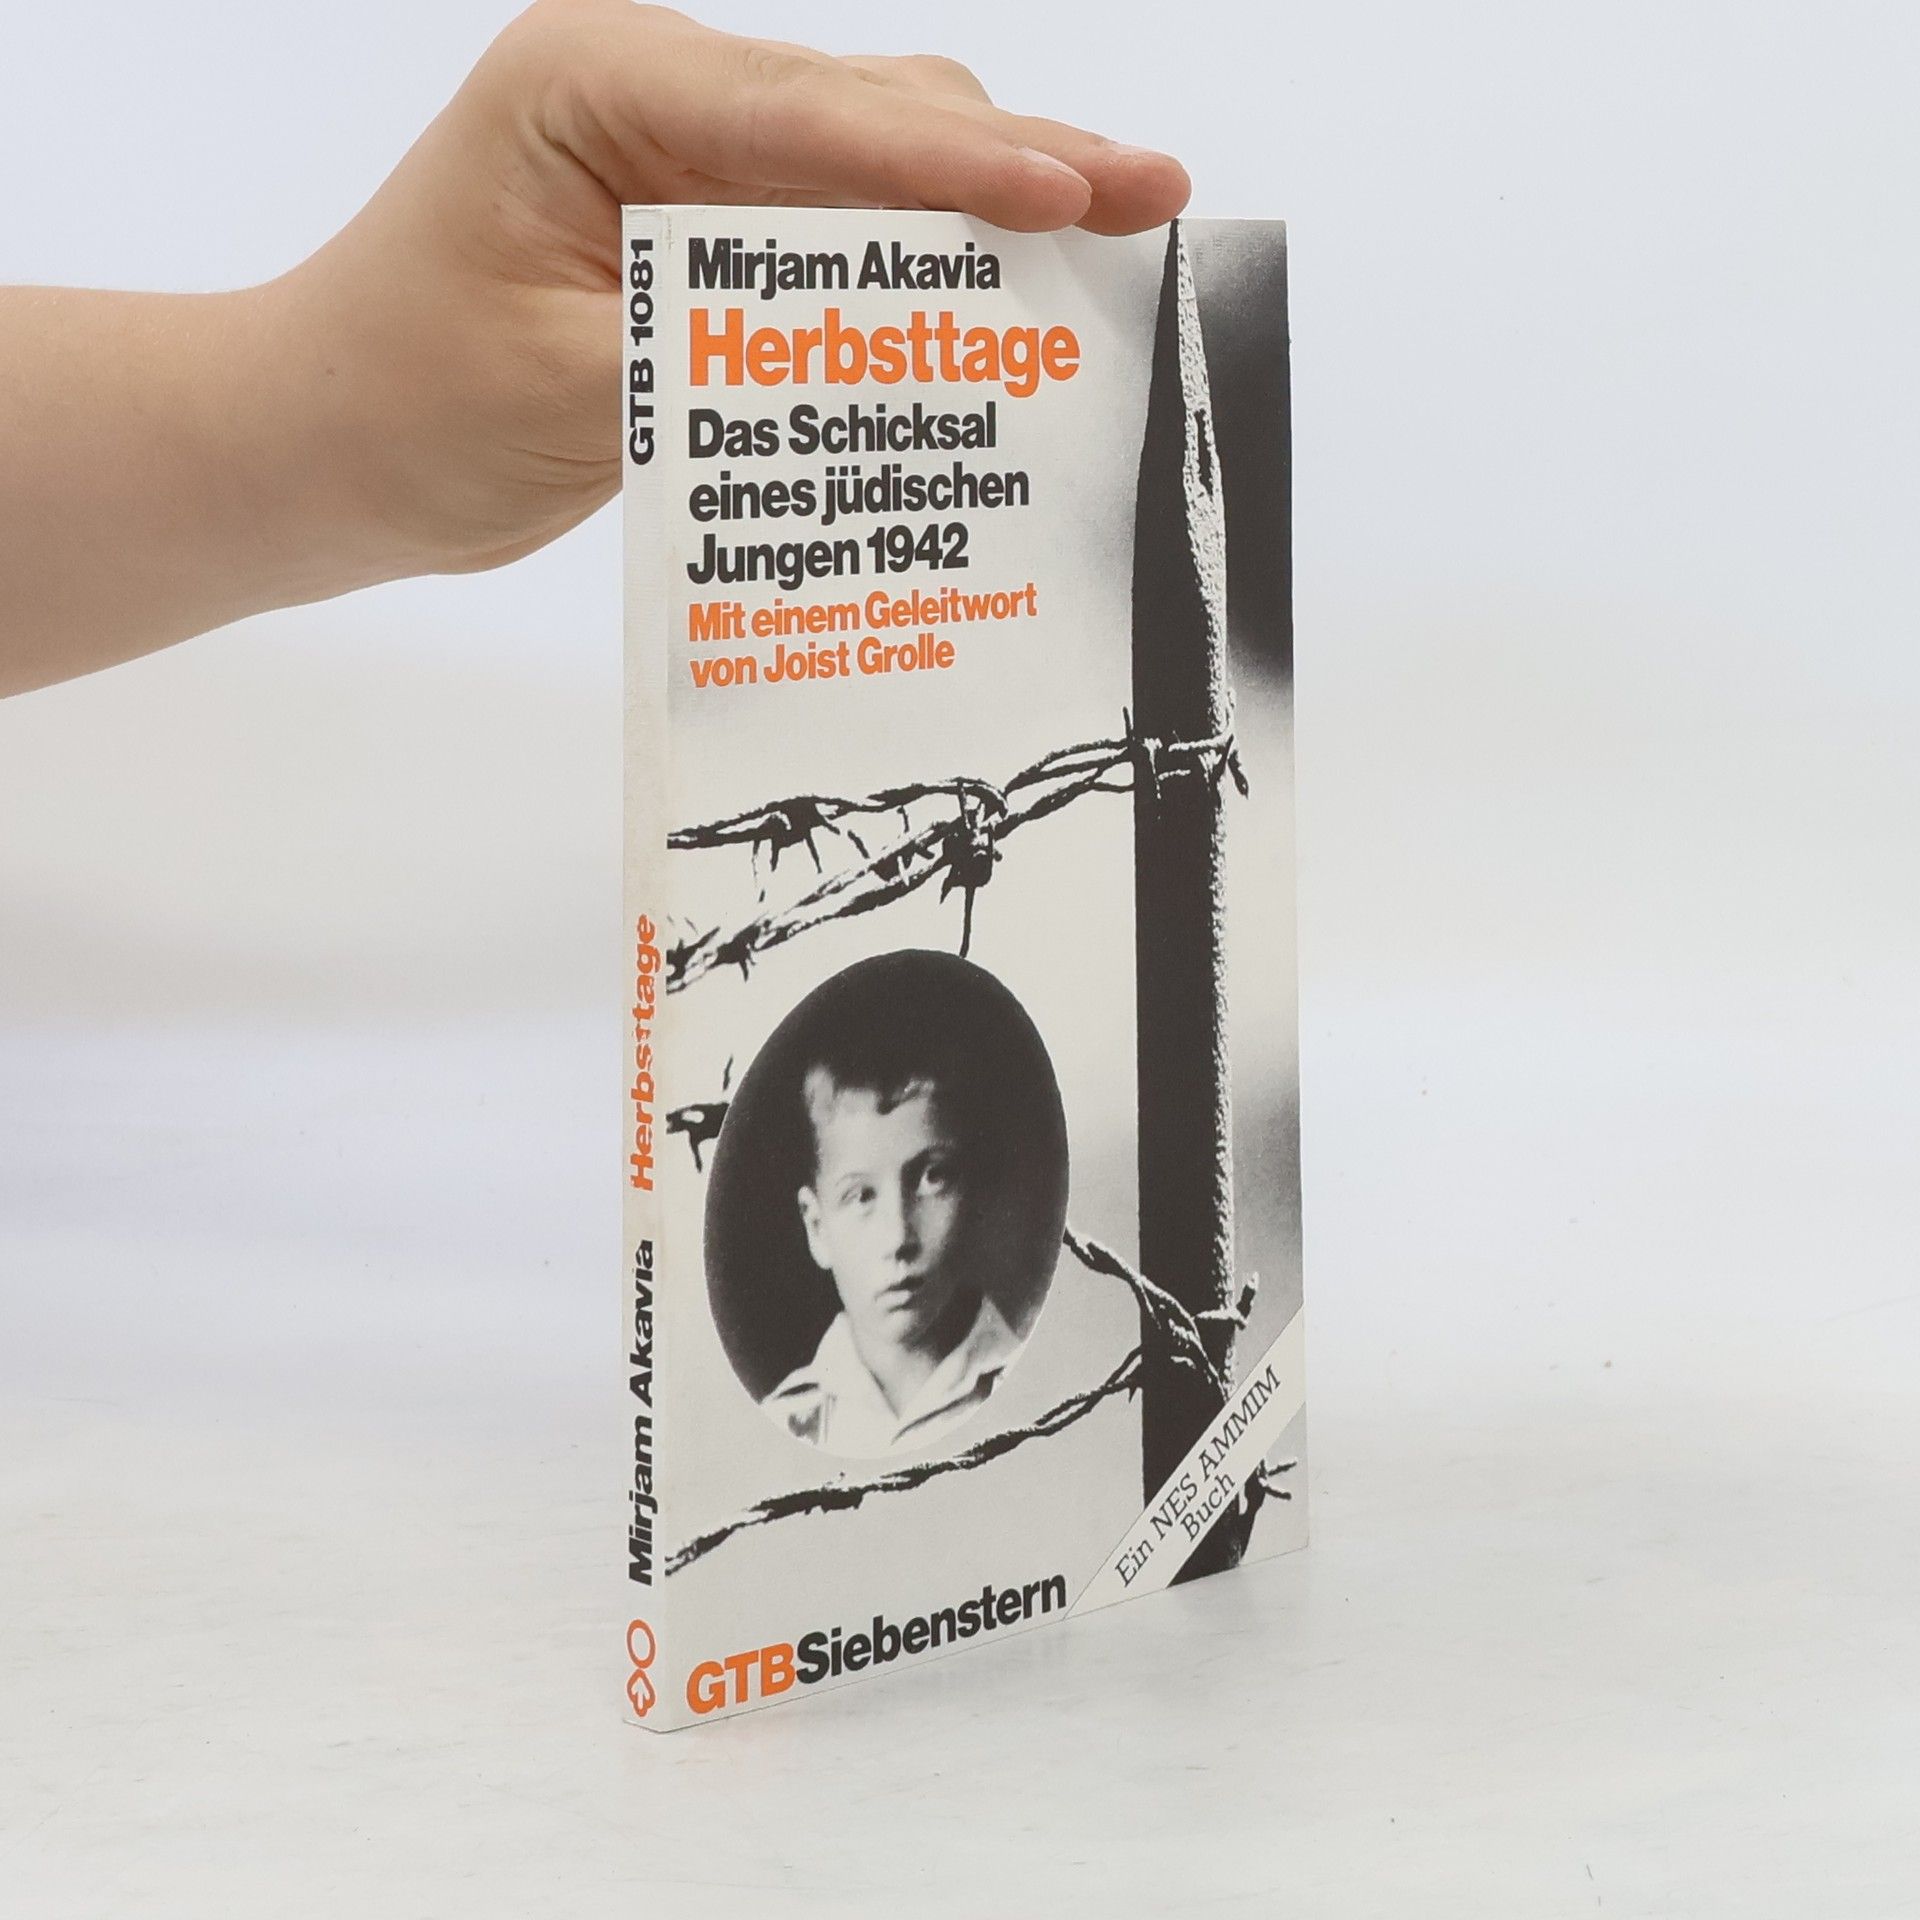 GTB 1081
Herbsttage
Mirjam Akavia
Mirjam Akavia
Herbsttage
Das Schicksal
eines jüdischen
Jungen 1942
Mit einem Geleitwort
von Joist Grolle
Ein NES AMMIM
Buch
GTBSiebenstern